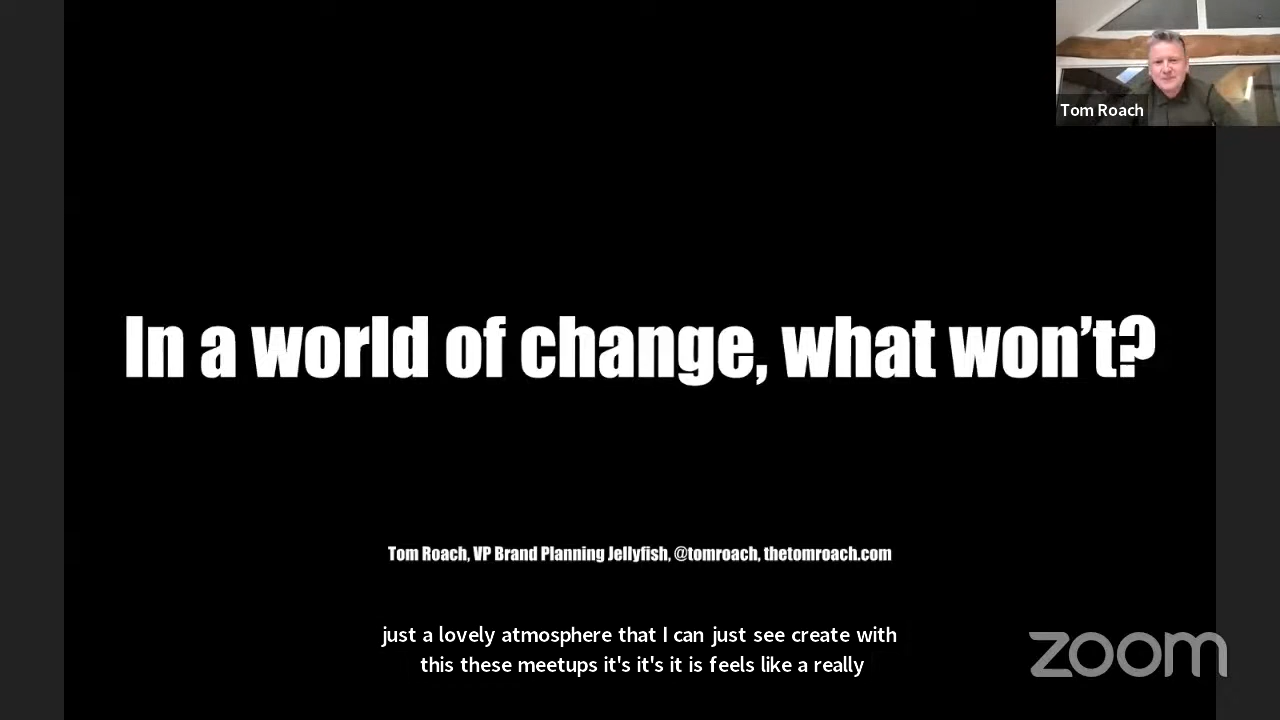 Tom Roach
In a world of change, what won’t?
Tom Roach, VP Brand Planning Jellyfish, @tomroach, thetomroach.com
just a lovely atmosphere that I can just see create with
this these meetups it's it's it is feels like a really
zoom